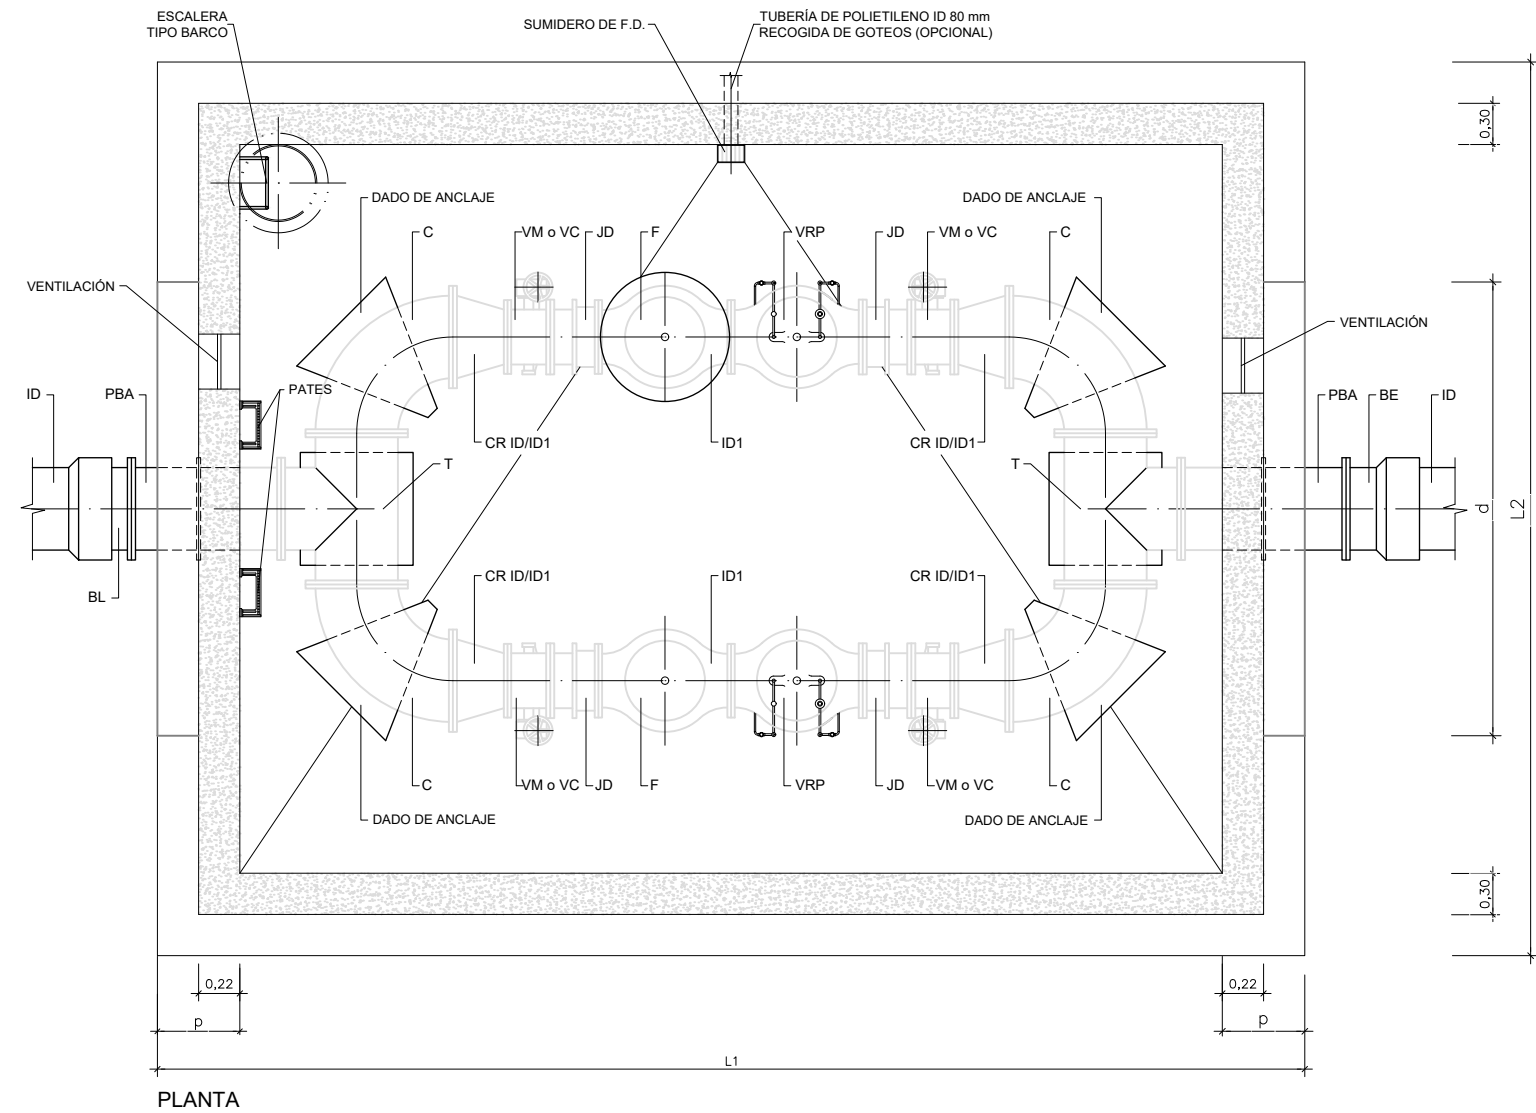 ESCALERA
TIPO BARCO
SUMIDERO DE F.D.
TUBERÍA DE POLIETILENO ID 80 mm
RECOGIDA DE GOTEOS (OPCIONAL)
0,30
DADO DE ANCLAJE
DADO DE ANCLAJE
C
VM o VC
JD
F
VRP
JD
VM o VC
C
VENTILACIÓN
VENTILACIÓN
ID
PBA
PATES
PBA
BE
ID
CR ID/ID1
ID1
CR ID/ID1
T
T
d
L2
BL
CR ID/ID1
ID1
CR ID/ID1
C
VM o VC
JD
F
VRP
JD
VM o VC
C
DADO DE ANCLAJE
DADO DE ANCLAJE
0,30
0,22
0,22
p
p
L1
PLANTA